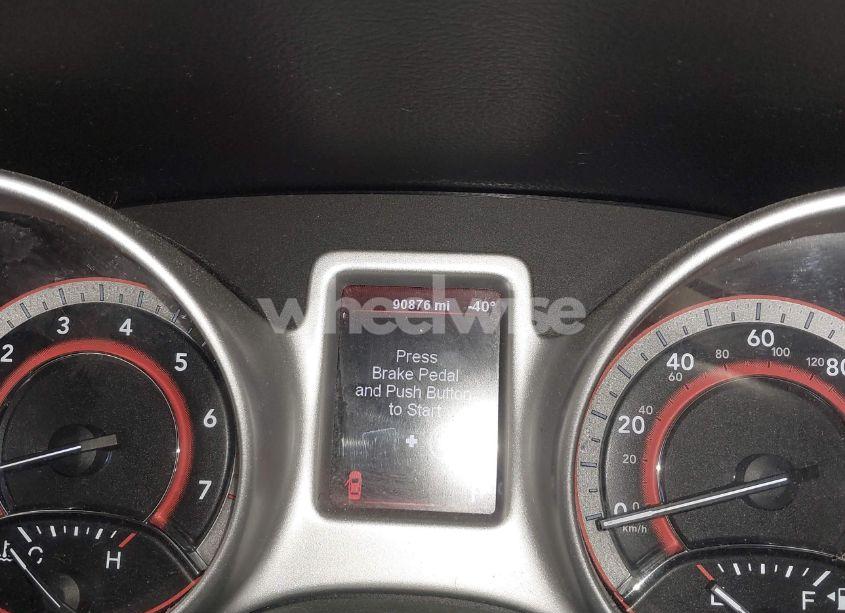 wheelwise
90876 mi -40°
Press
Brake Pedal
and Push Button
to Start
2 3 4 5 6 7
C H
0 20 40 60 80
0 20 40 60 80 100 120
km/h
E F